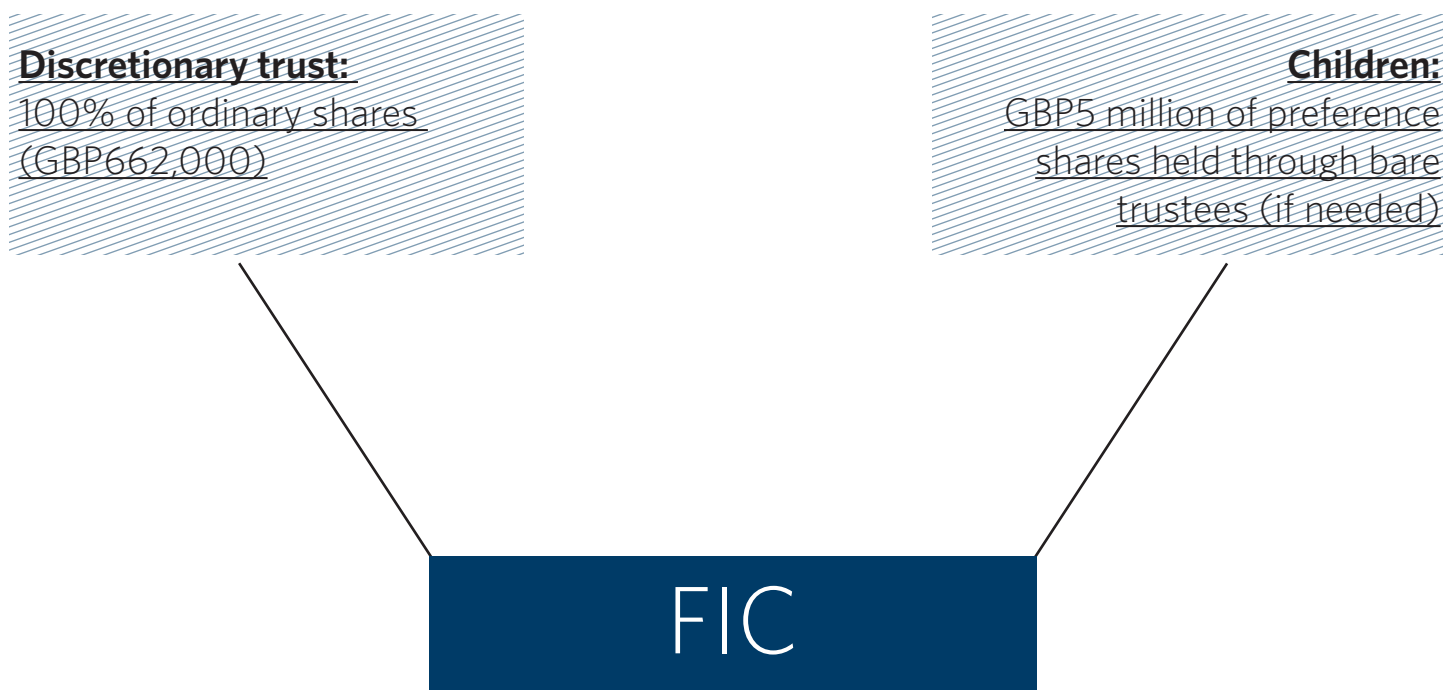 Discretionary trust:
100% of ordinary shares
(GBP662,000)
Children:
GBP5 million of preference
shares held through bare
trustees (if needed)
FIC